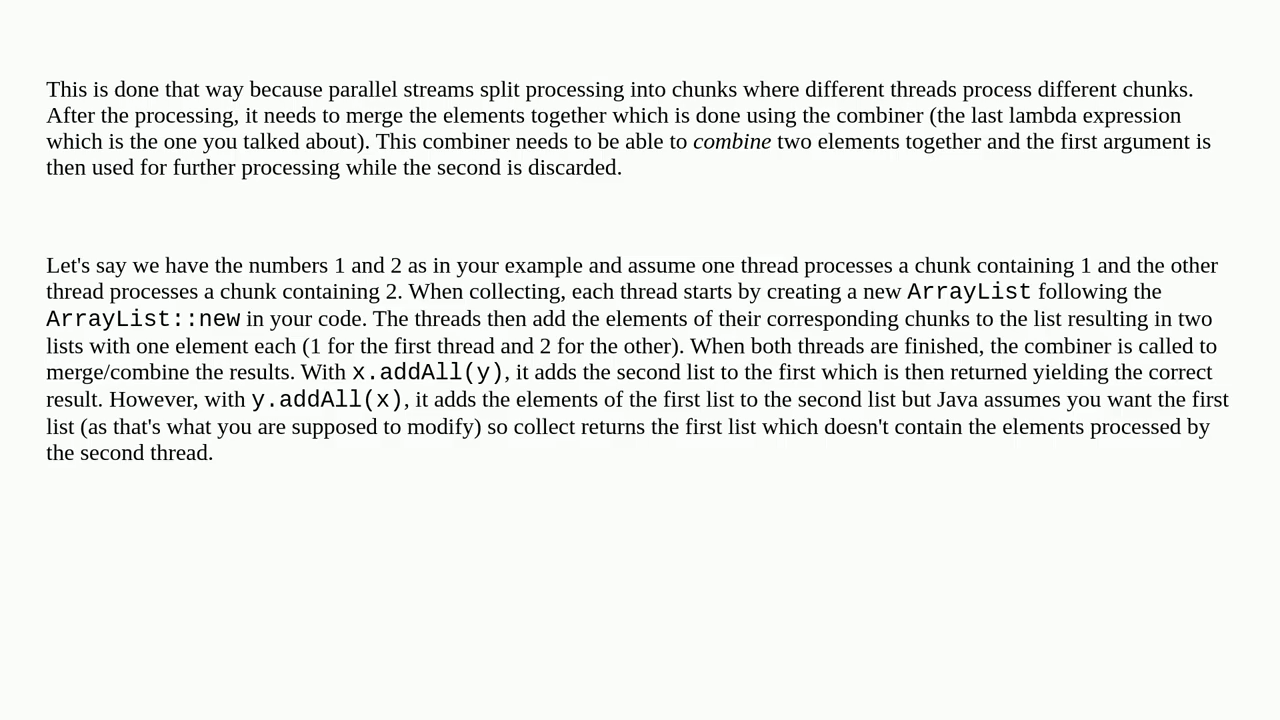 This is done that way because parallel streams split processing into chunks where different threads process different chunks.
After the processing, it needs to merge the elements together which is done using the combiner (the last lambda expression
which is the one you talked about). This combiner needs to be able to combine two elements together and the first argument is
then used for further processing while the second is discarded.
Let's say we have the numbers 1 and 2 as in your example and assume one thread processes a chunk containing 1 and the other
thread processes a chunk containing 2. When collecting, each thread starts by creating a new ArrayList following the
ArrayList::new in your code. The threads then add the elements of their corresponding chunks to the list resulting in two
lists with one element each (1 for the first thread and 2 for the other). When both threads are finished, the combiner is called to
merge/combine the results. With x.addAll(y), it adds the second list to the first which is then returned yielding the correct
result. However, with y.addAll(x), it adds the elements of the first list to the second list but Java assumes you want the first
list (as that's what you are supposed to modify) so collect returns the first list which doesn't contain the elements processed by
the second thread.